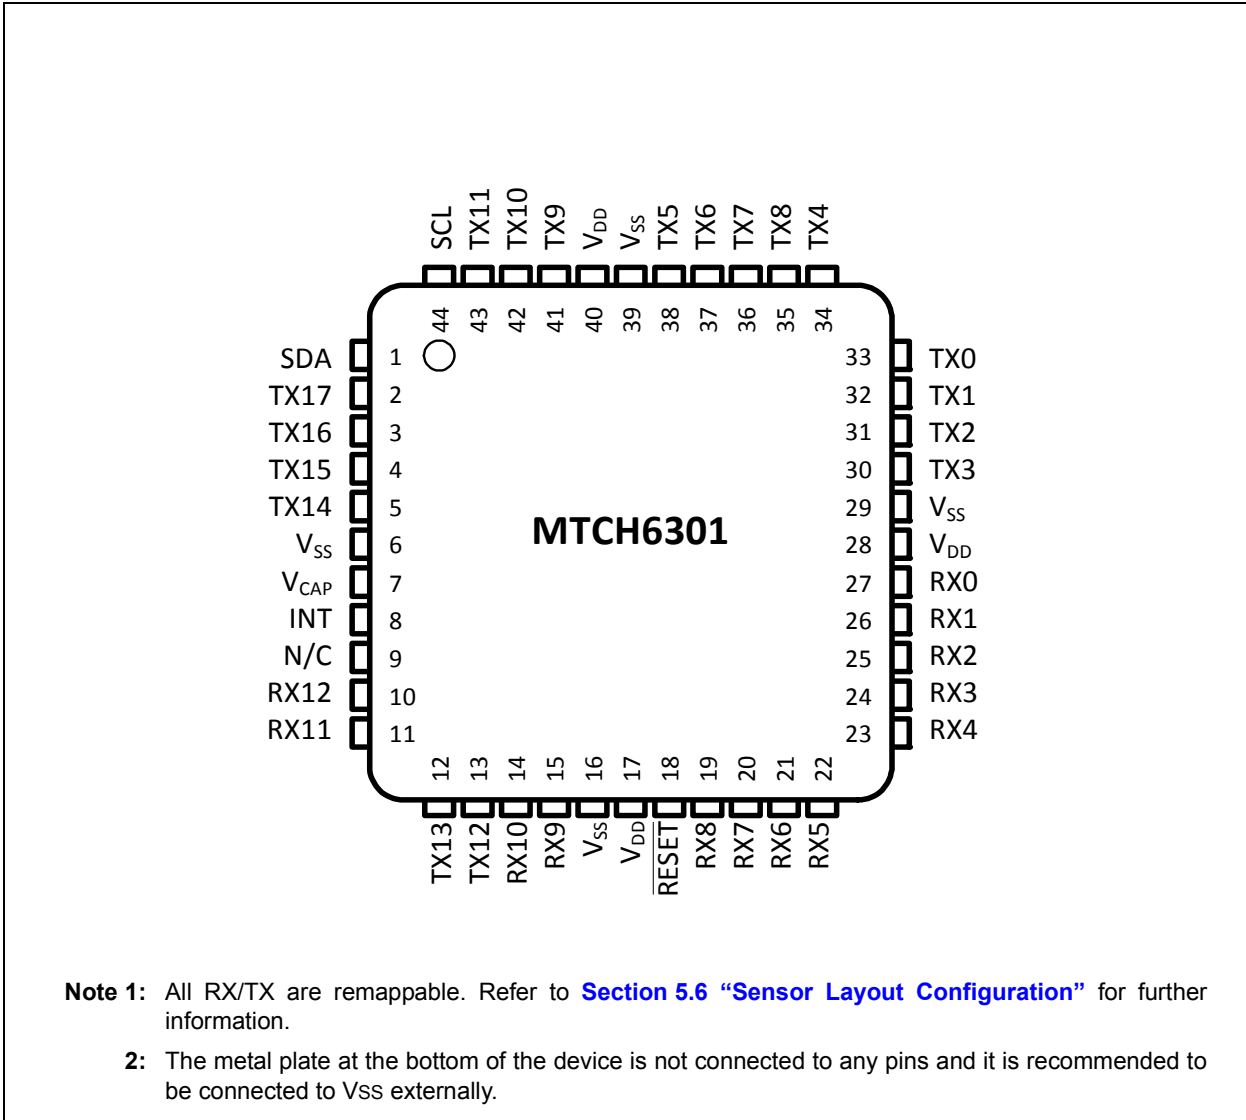 SCL TX11 TX10 TX9 VDD VSS TX5 TX6 TX7 TX8 TX4
44 43 42 41 40 39 38 37 36 35 34
SDA 1 33 TX0
TX17 2 32 TX1
TX16 3 31 TX2
TX15 4 30 TX3
TX14 5 29 VSS
MTCH6301
VSS 6 28 VDD
VCAP 7 27 RX0
INT 8 26 RX1
N/C 9 25 RX2
RX12 10 24 RX3
RX11 11 23 RX4
12 13 14 15 16 17 18 19 20 21 22
TX13 TX12 RX10 RX9 VSS VDD RESET RX8 RX7 RX6 RX5
Note 1: All RX/TX are remappable. Refer to Section 5.6 “Sensor Layout Configuration” for further
information.
2: The metal plate at the bottom of the device is not connected to any pins and it is recommended to
be connected to VSS externally.